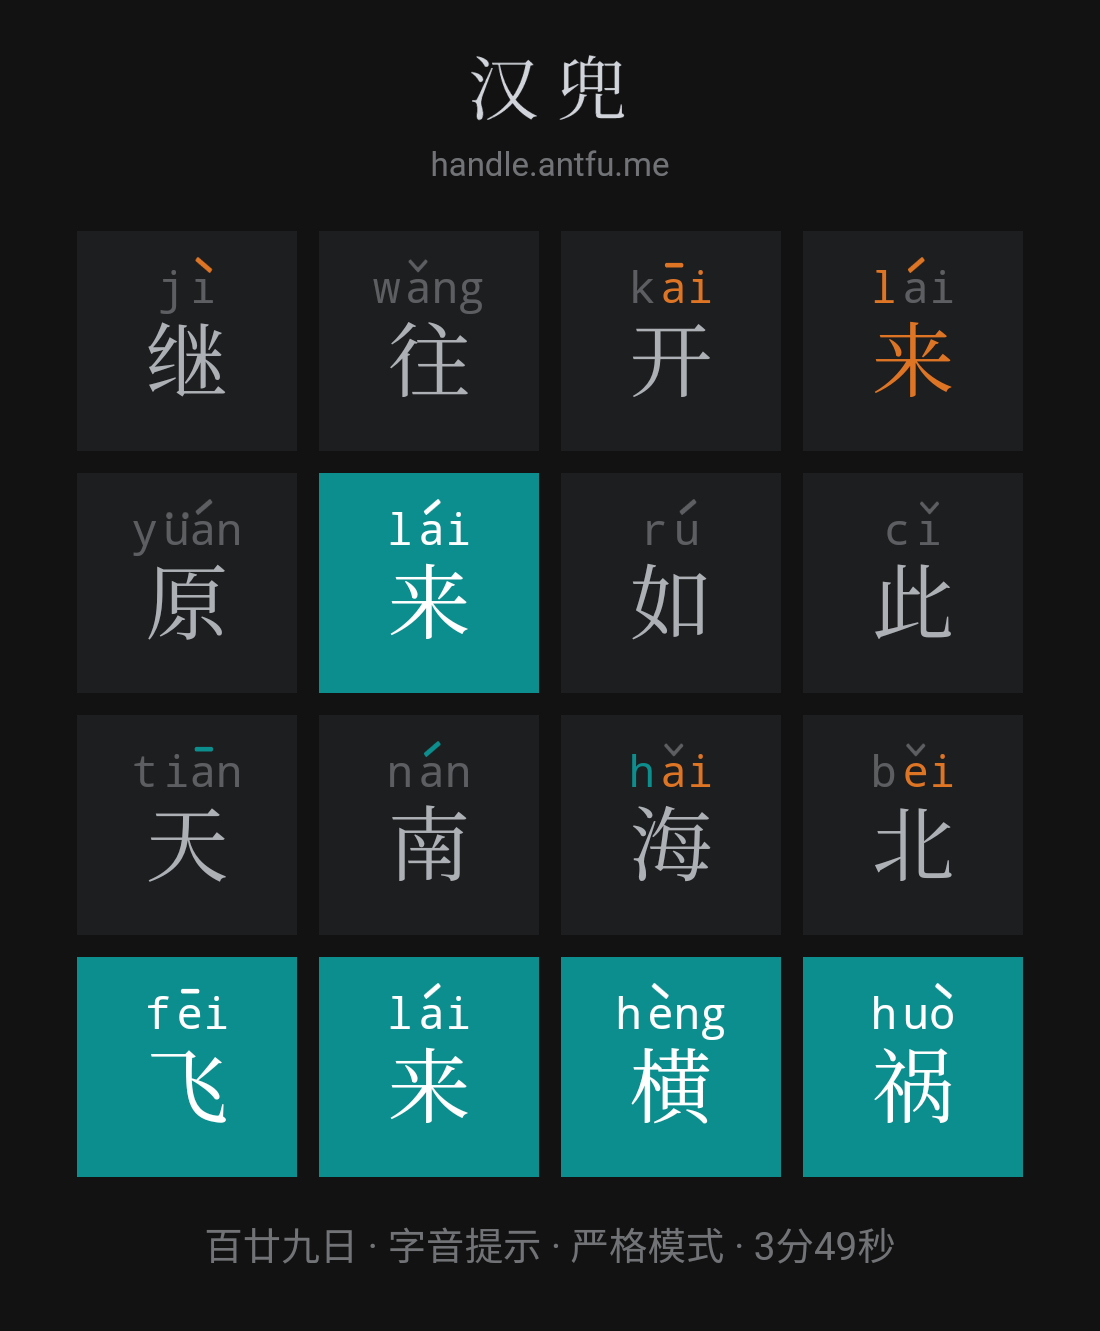 汉兜
handle.antfu.me
jì wǎng kāi lái
继 往 开 来
yüán lái rú cǐ
原 来 如 此
tiān nán hǎi běi
天 南 海 北
fēi lái hèng huò
飞 来 横 祸
百廿九日 · 字音提示 · 严格模式 · 3分49秒